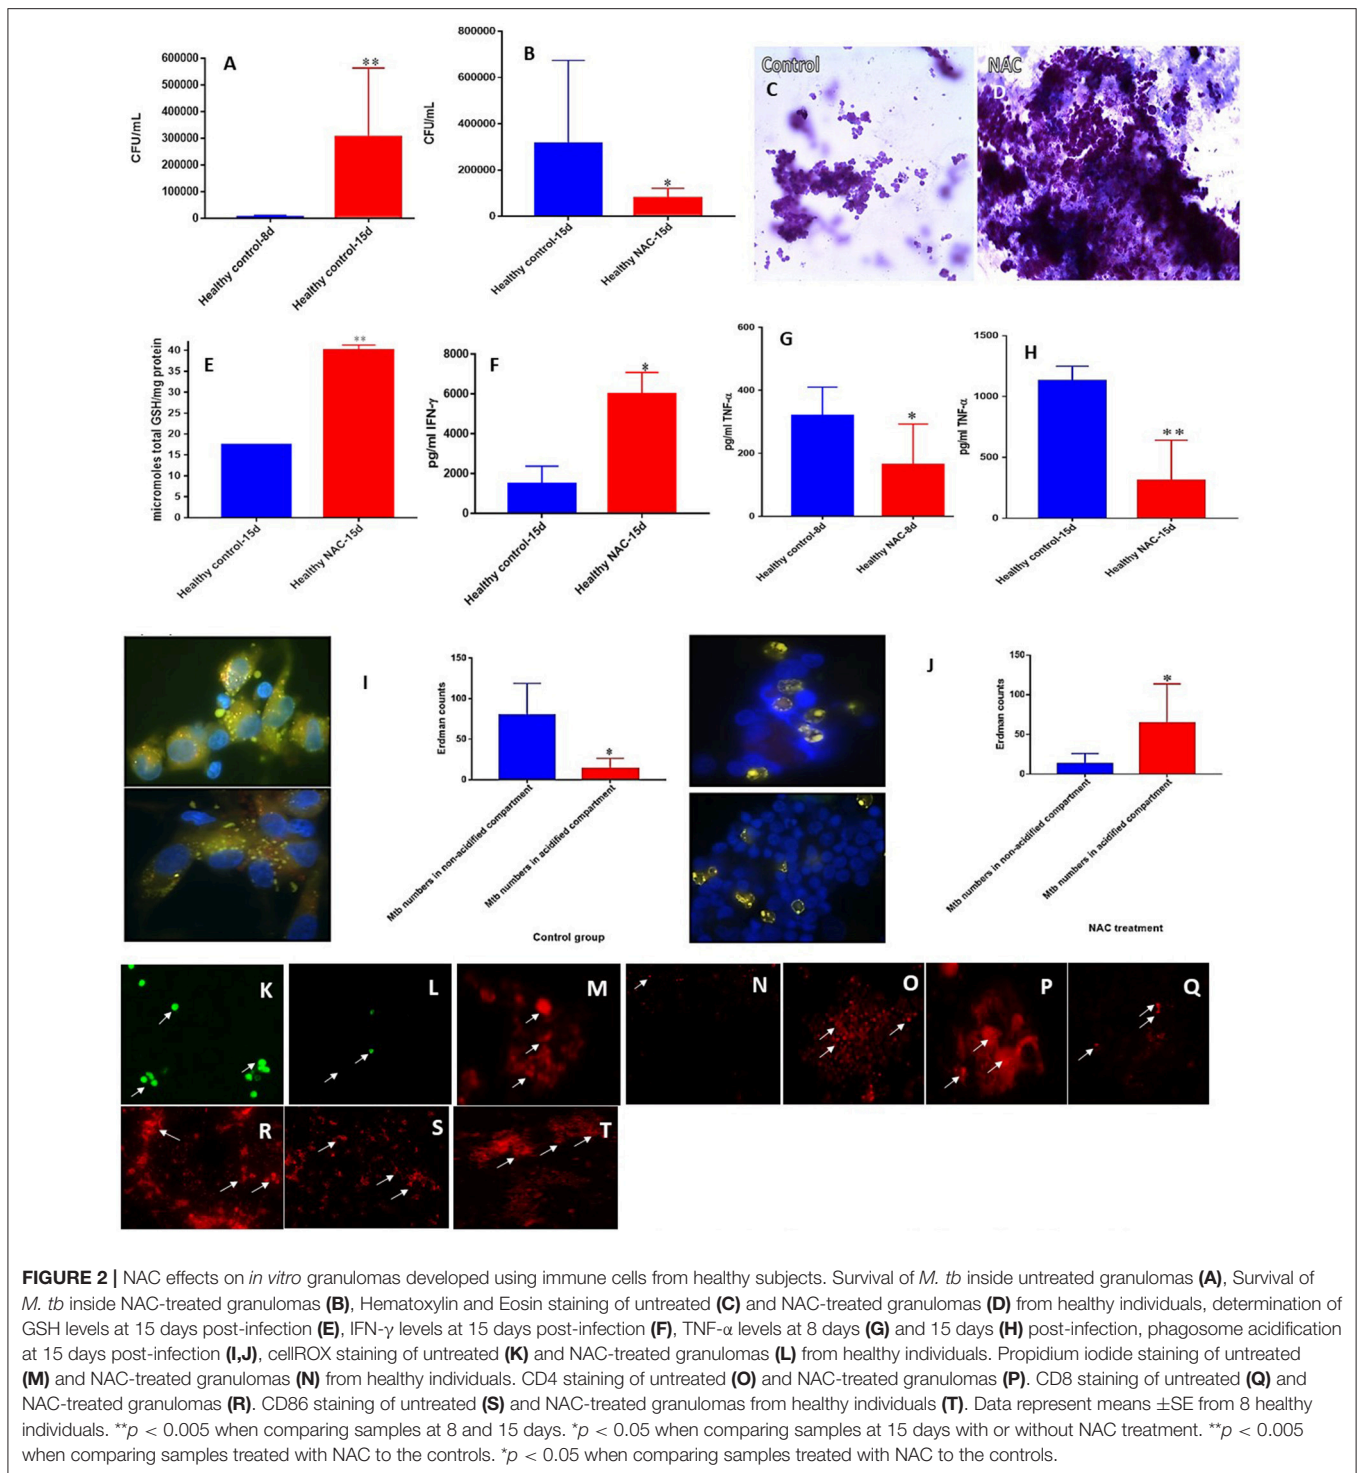 A
600000
500000
400000
300000
200000
100000
0
CFU/mL
**
Healthy control-8d
Healthy control-15d
B
800000
600000
400000
200000
0
CFU/mL
*
Healthy control-15d
Healthy NAC-15d
Control
C
NAC
D
E
40
35
30
25
20
15
10
5
0
micromoles total GSH/mg protein
**
Healthy control-15d
Healthy NAC-15d
F
8000
6000
4000
2000
0
pg/ml IFN-γ
*
Healthy control-15d
Healthy NAC-15d
G
600
400
200
0
pg/ml TNF-α
*
Healthy control-8d
Healthy NAC-8d
H
1500
1000
500
0
pg/ml TNF-α
**
Healthy control-15d
Healthy NAC-15d
I
150
100
50
0
Erdman counts
*
Mtb numbers in non-acidified compartment
Mtb numbers in acidified compartment
Control group
J
150
100
50
0
Erdman counts
*
Mtb numbers in non-acidified compartment
Mtb numbers in acidified compartment
NAC treatment
K
L
M
N
O
P
Q
R
S
T
FIGURE 2 | NAC effects on in vitro granulomas developed using immune cells from healthy subjects. Survival of M. tb inside untreated granulomas (A), Survival of
M. tb inside NAC-treated granulomas (B), Hematoxylin and Eosin staining of untreated (C) and NAC-treated granulomas (D) from healthy individuals, determination of
GSH levels at 15 days post-infection (E), IFN-γ levels at 15 days post-infection (F), TNF-α levels at 8 days (G) and 15 days (H) post-infection, phagosome acidification
at 15 days post-infection (I,J), cellROX staining of untreated (K) and NAC-treated granulomas (L) from healthy individuals. Propidium iodide staining of untreated
(M) and NAC-treated granulomas (N) from healthy individuals. CD4 staining of untreated (O) and NAC-treated granulomas (P). CD8 staining of untreated (Q) and
NAC-treated granulomas (R). CD86 staining of untreated (S) and NAC-treated granulomas from healthy individuals (T). Data represent means ±SE from 8 healthy
individuals. **p < 0.005 when comparing samples at 8 and 15 days. *p < 0.05 when comparing samples at 15 days with or without NAC treatment. **p < 0.005
when comparing samples treated with NAC to the controls. *p < 0.05 when comparing samples treated with NAC to the controls.